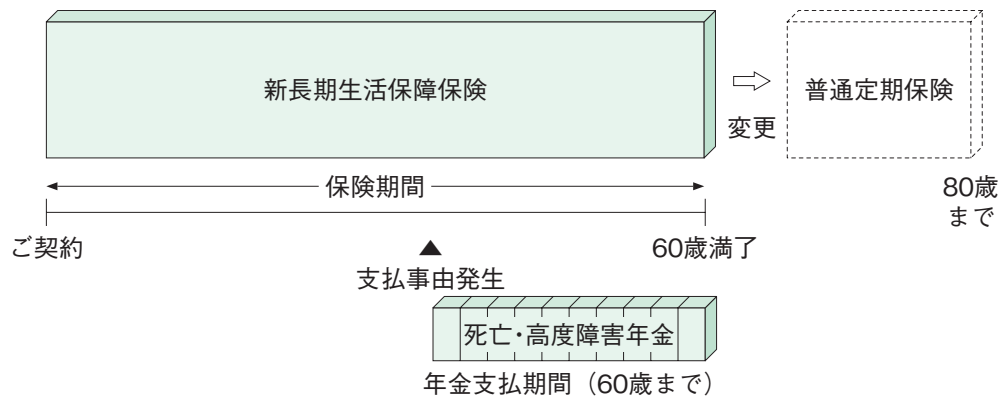 新長期生活保障保険
普通定期保険
変更
保険期間
80歳
まで
ご契約
60歳満了
支払事由発生
死亡・高度障害年金
年金支払期間（60歳まで）